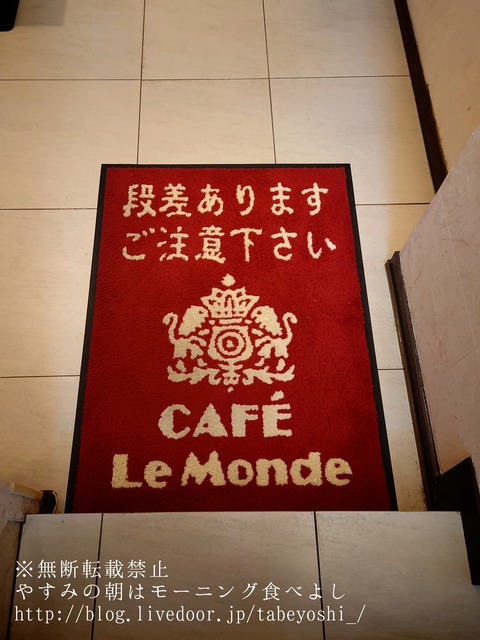 段差あります
ご注意下さい
CAFÉ
Le Monde
※無断転載禁止
やすみの朝はモーニング食べよし
http://blog.livedoor.jp/tabeyoshi_/